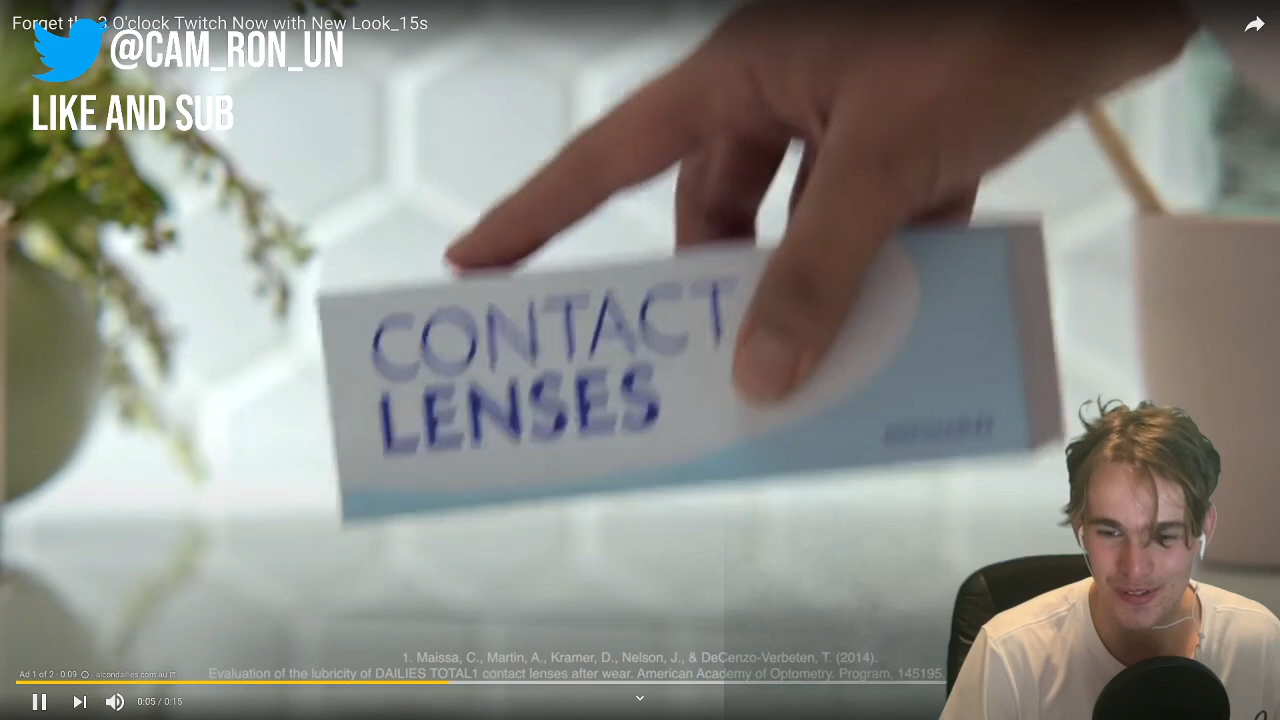 Forget the 3 O'clock Twitch Now with New Look_15s
@CAM_RON_UN
LIKE AND SUB
CONTACT
LENSES
1. Maissa, C., Martin, A., Kramer, D., Nelson, J., & DeCenzo-Verbeten, T. (2014).
Evaluation of the lubricity of DAILIES TOTAL1 contact lenses after wear. American Academy of Optometry. Program, 145195.
Ad 1 of 2 · 0:09 alcondailies.com.au
0:05 / 0:15